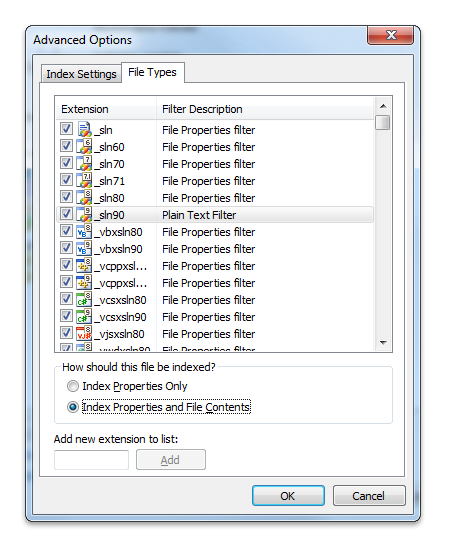 Advanced Options
Index Settings File Types
Extension Filter Description
_sln File Properties filter
_sln60 File Properties filter
_sln70 File Properties filter
_sln71 File Properties filter
_sln80 File Properties filter
_sln90 Plain Text Filter
_vbxsln80 File Properties filter
_vbxsln90 File Properties filter
_vcppxsl... File Properties filter
_vcppxsl... File Properties filter
_vcsxsln80 File Properties filter
_vcsxsln90 File Properties filter
_vjsxsln80 File Properties filter
_vwdxsln80 File Properties filter
How should this file be indexed?
Index Properties Only
Index Properties and File Contents
Add new extension to list:
Add
OK Cancel